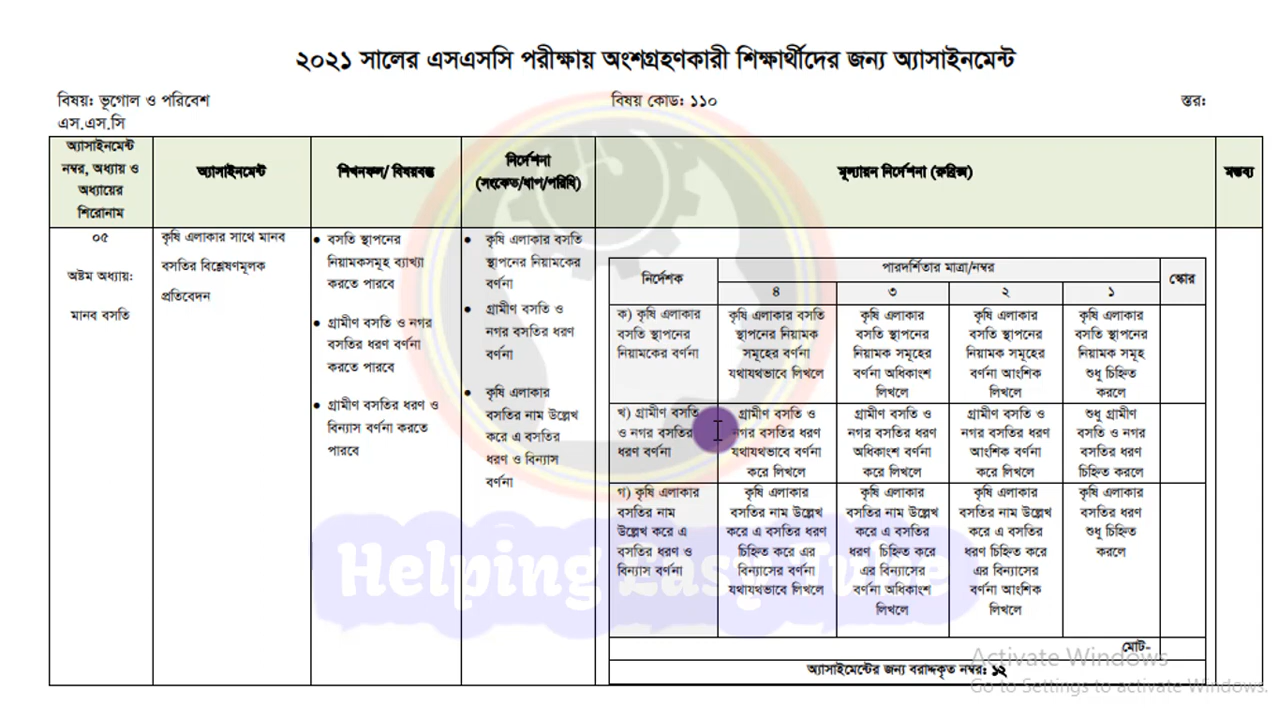 ২০২১ সালের এসএসসি পরীক্ষায় অংশগ্রহণকারী শিক্ষার্থীদের জন্য অ্যাসাইনমেন্ট
বিষয়: ভূগোল ও পরিবেশ
বিষয় কোড: ১১০
স্তর:
এস.এস.সি
অ্যাসাইনমেন্ট
নম্বর, অধ্যায় ও
অধ্যায়ের
শিরোনাম
অ্যাসাইনমেন্ট
শিখনফল/ বিষয়বস্তু
নির্দেশনা
(সংকেত/ধাপ/পরিধি)
মূল্যায়ন নির্দেশনা (রুব্রিক্স)
মন্তব্য
০৫
অষ্টম অধ্যায়:
মানব বসতি
কৃষি এলাকার সাথে মানব
বসতির বিশ্লেষণমূলক
প্রতিবেদন
• বসতি স্থাপনের
নিয়ামকসমূহ ব্যাখ্যা
করতে পারবে
• গ্রামীণ বসতি ও নগর
বসতির ধরণ বর্ণনা
করতে পারবে
• গ্রামীণ বসতির ধরণ ও
বিন্যাস বর্ণনা করতে
পারবে
• কৃষি এলাকার বসতি
স্থাপনের নিয়ামকের
বর্ণনা
• গ্রামীণ বসতি ও
নগর বসতির ধরণ
বর্ণনা
• কৃষি এলাকার
বসতির নাম উল্লেখ
করে এ বসতির
ধরণ ও বিন্যাস
বর্ণনা
নির্দেশক
পারদর্শিতার মাত্রা/নম্বর
স্কোর
৪
৩
২
১
ক) কৃষি এলাকার
বসতি স্থাপনের
নিয়ামকের বর্ণনা
কৃষি এলাকার বসতি
স্থাপনের নিয়ামক
সমূহের বর্ণনা
যথাযথভাবে লিখলে
কৃষি এলাকার
বসতি স্থাপনের
নিয়ামক সমূহের
বর্ণনা অধিকাংশ
লিখলে
কৃষি এলাকার
বসতি স্থাপনের
নিয়ামক সমূহের
বর্ণনা আংশিক
লিখলে
কৃষি এলাকার
বসতি স্থাপনের
নিয়ামক সমূহ
শুধু চিহ্নিত
করলে
খ) গ্রামীণ বসতি
ও নগর বসতির
ধরণ বর্ণনা
গ্রামীণ বসতি ও
নগর বসতির ধরণ
যথাযথভাবে বর্ণনা
করে লিখলে
গ্রামীণ বসতি ও
নগর বসতির ধরণ
অধিকাংশ বর্ণনা
করে লিখলে
গ্রামীণ বসতি ও
নগর বসতির ধরণ
আংশিক বর্ণনা
করে লিখলে
শুধু গ্রামীণ
বসতি ও নগর
বসতির ধরণ
চিহ্নিত করলে
গ) কৃষি এলাকার
বসতির নাম
উল্লেখ করে এ
বসতির ধরণ ও
বিন্যাস বর্ণনা
কৃষি এলাকার
বসতির নাম উল্লেখ
করে এ বসতির ধরণ
চিহ্নিত করে এর
বিন্যাসের বর্ণনা
যথাযথভাবে লিখলে
কৃষি এলাকার
বসতির নাম উল্লেখ
করে এ বসতির
ধরণ চিহ্নিত করে
এর বিন্যাসের
বর্ণনা অধিকাংশ
লিখলে
কৃষি এলাকার
বসতির নাম উল্লেখ
করে এ বসতির
ধরণ চিহ্নিত করে
এর বিন্যাসের
বর্ণনা আংশিক
লিখলে
কৃষি এলাকার
বসতির ধরণ
শুধু চিহ্নিত
করলে
মোট-
অ্যাসাইমেন্টের জন্য বরাদ্দকৃত নম্বর: ১২
Helping Easy Tube
Activate Windows
Go to Settings to activate Windows.